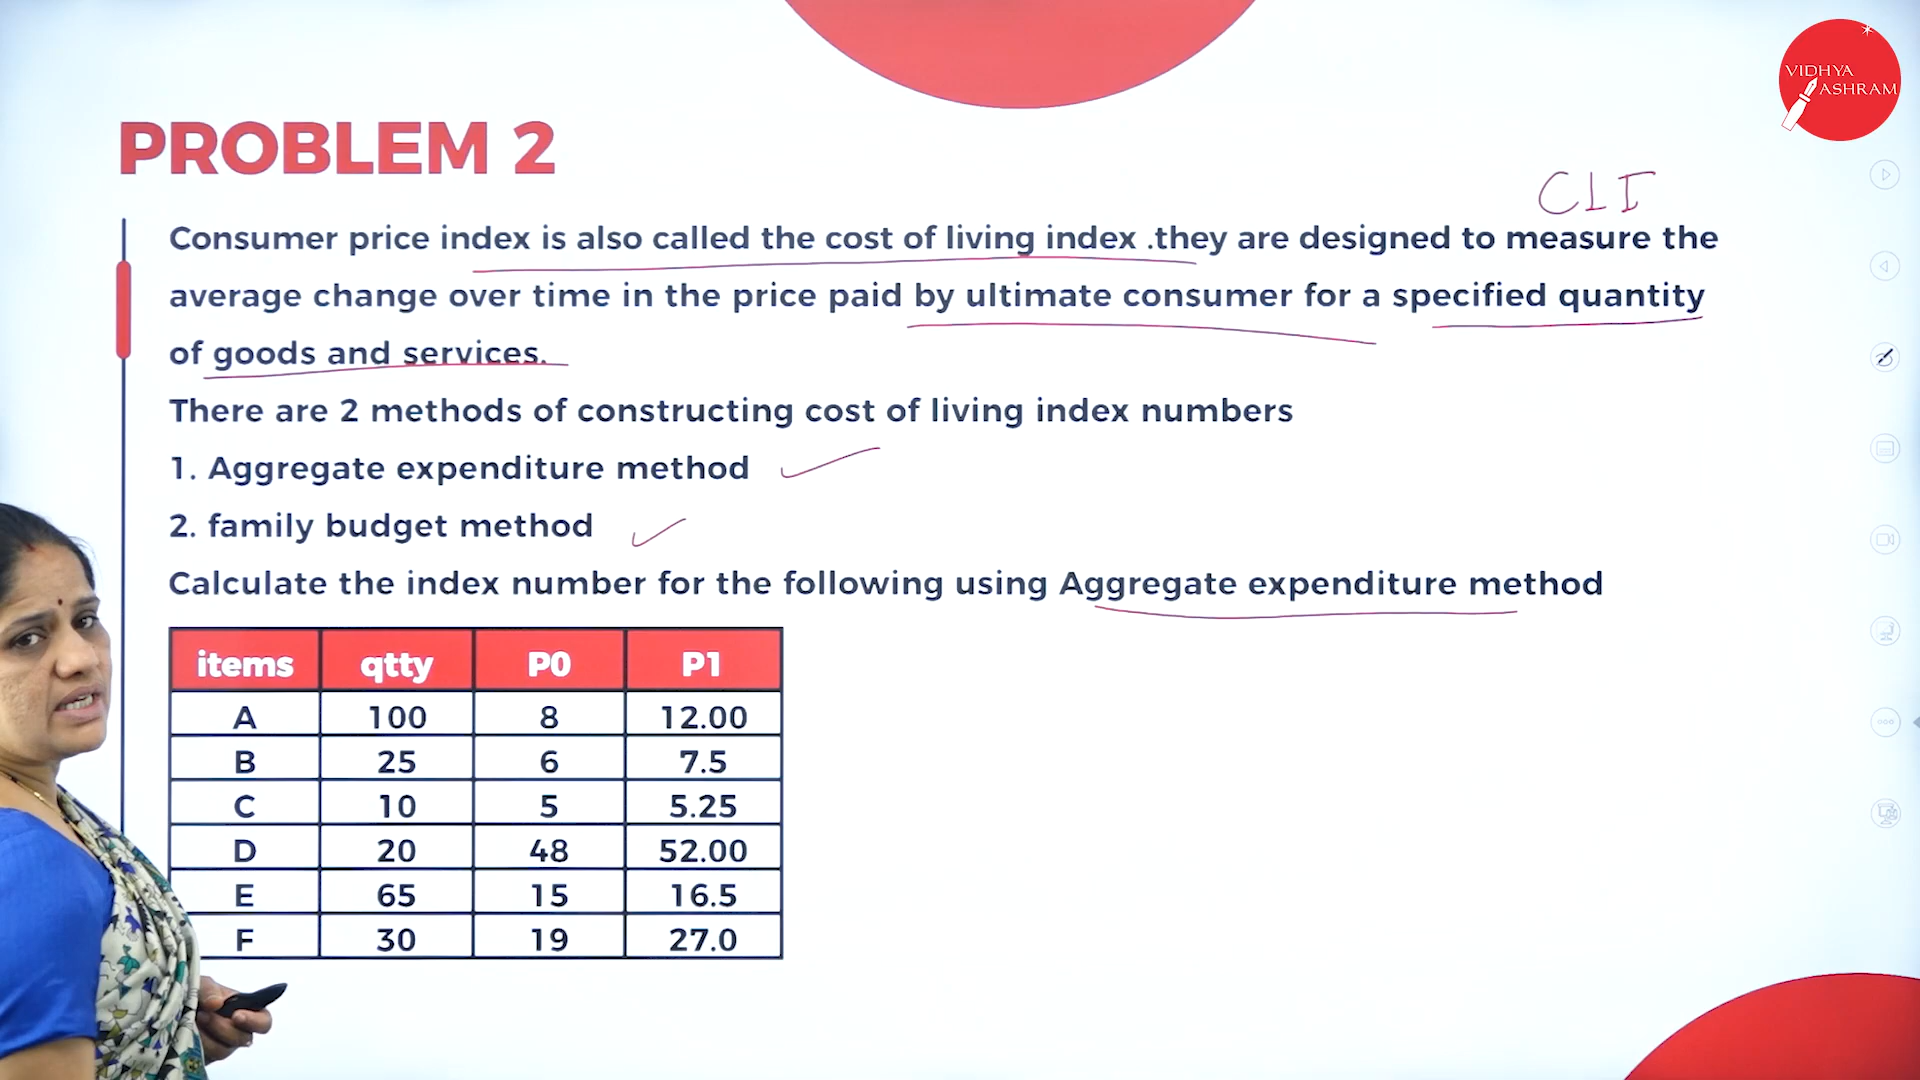 VIDHYA
ASHRAM
PROBLEM 2
CLI
Consumer price index is also called the cost of living index .they are designed to measure the
average change over time in the price paid by ultimate consumer for a specified quantity
of goods and services.
There are 2 methods of constructing cost of living index numbers
1. Aggregate expenditure method
2. family budget method
Calculate the index number for the following using Aggregate expenditure method
items qtty P0 P1
A 100 8 12.00
B 25 6 7.5
C 10 5 5.25
D 20 48 52.00
E 65 15 16.5
F 30 19 27.0